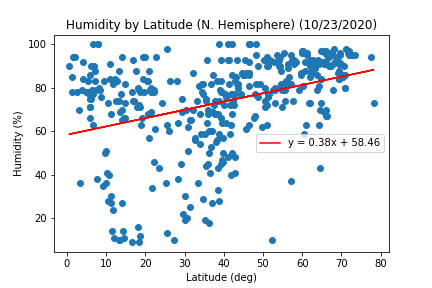 Humidity by Latitude (N. Hemisphere) (10/23/2020)
100
80
60
40
20
Humidity (%)
y = 0.38x + 58.46
0 10 20 30 40 50 60 70 80
Latitude (deg)